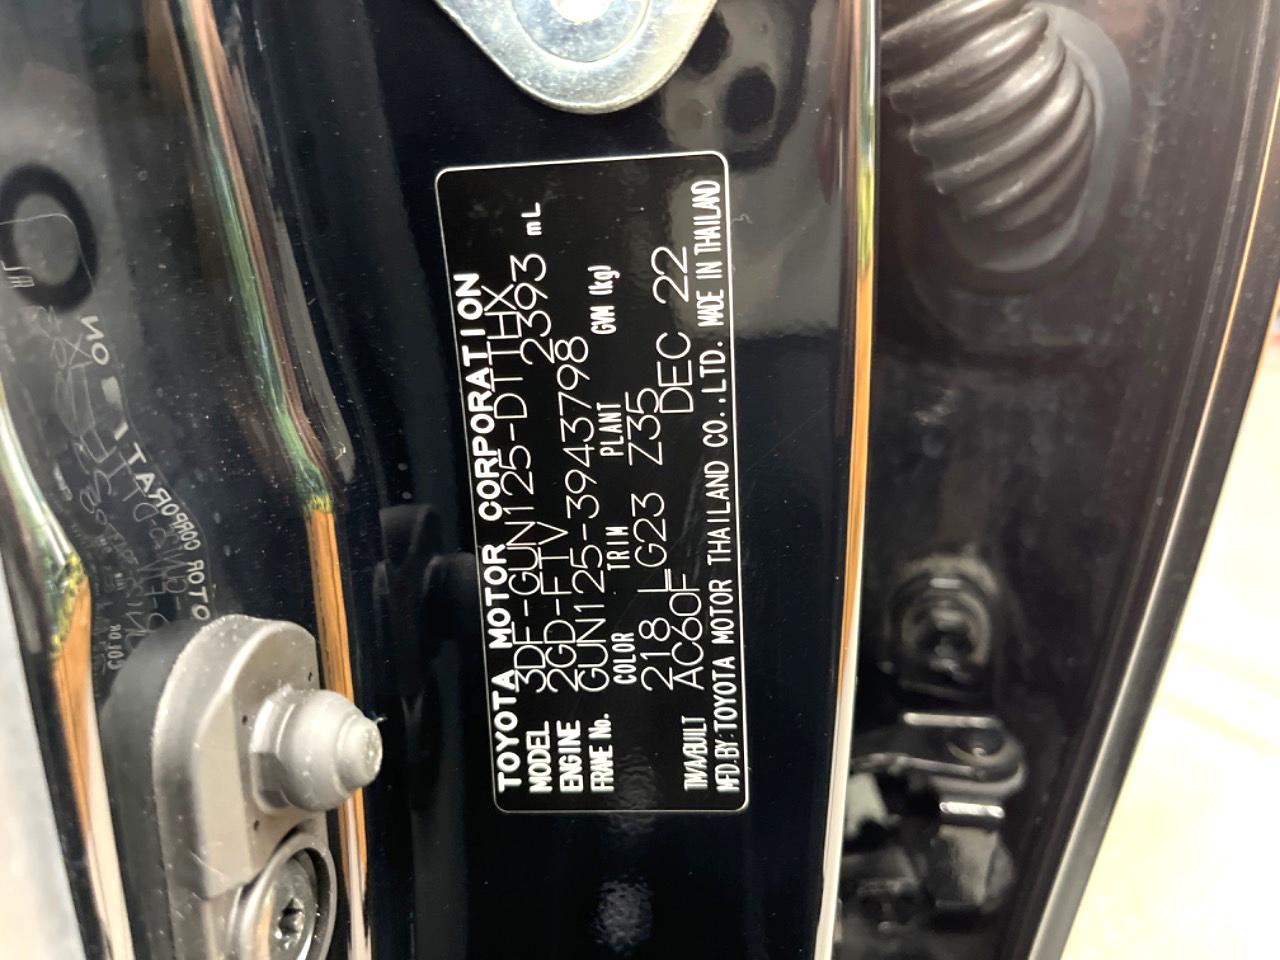 TOYOTA MOTOR CORPORATION
MODEL 3DF-GUN125-DTTHX
ENGINE 2GD-FTV 2393 mL
FRAME No. GUN125-3943798
COLOR TRIM PLANT GVM (kg)
218 LG23 Z35
TM/A/BUILT AC60F DEC 22
MFD.BY:TOYOTA MOTOR THAILAND CO.,LTD. MADE IN THAILAND